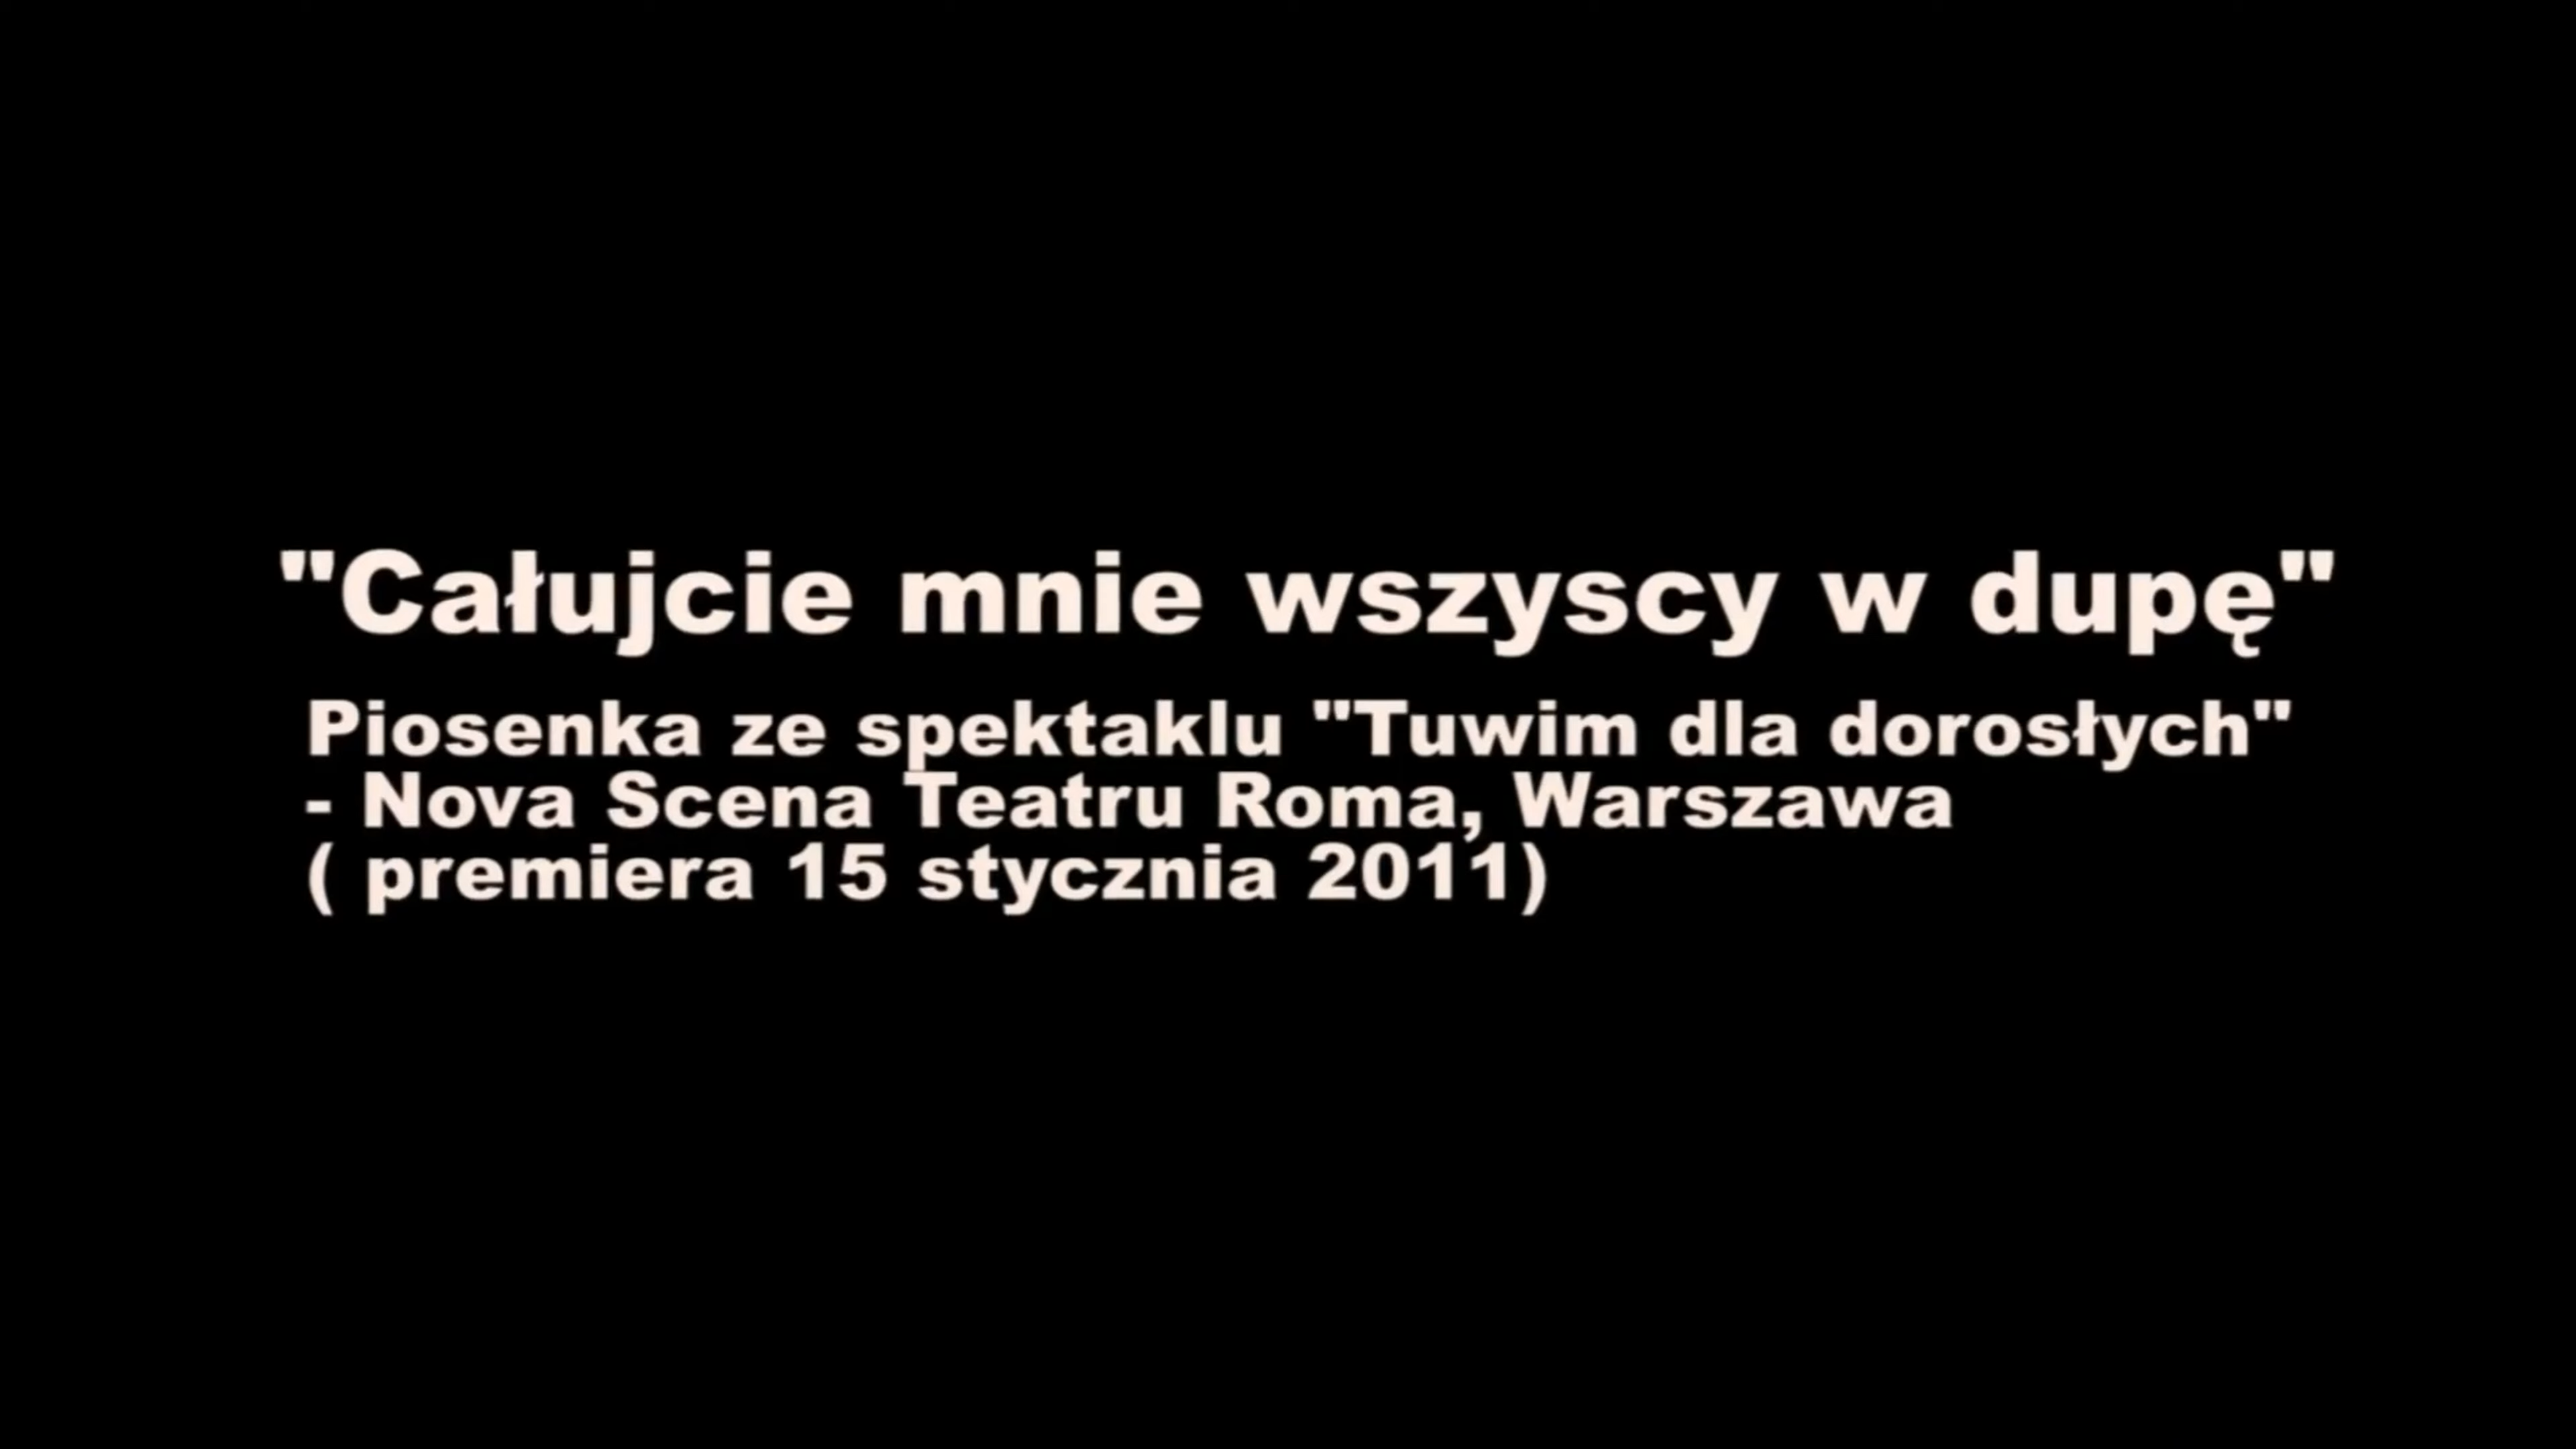 "Całujcie mnie wszyscy w dupę"
Piosenka ze spektaklu "Tuwim dla dorosłych"
- Nova Scena Teatru Roma, Warszawa
( premiera 15 stycznia 2011)